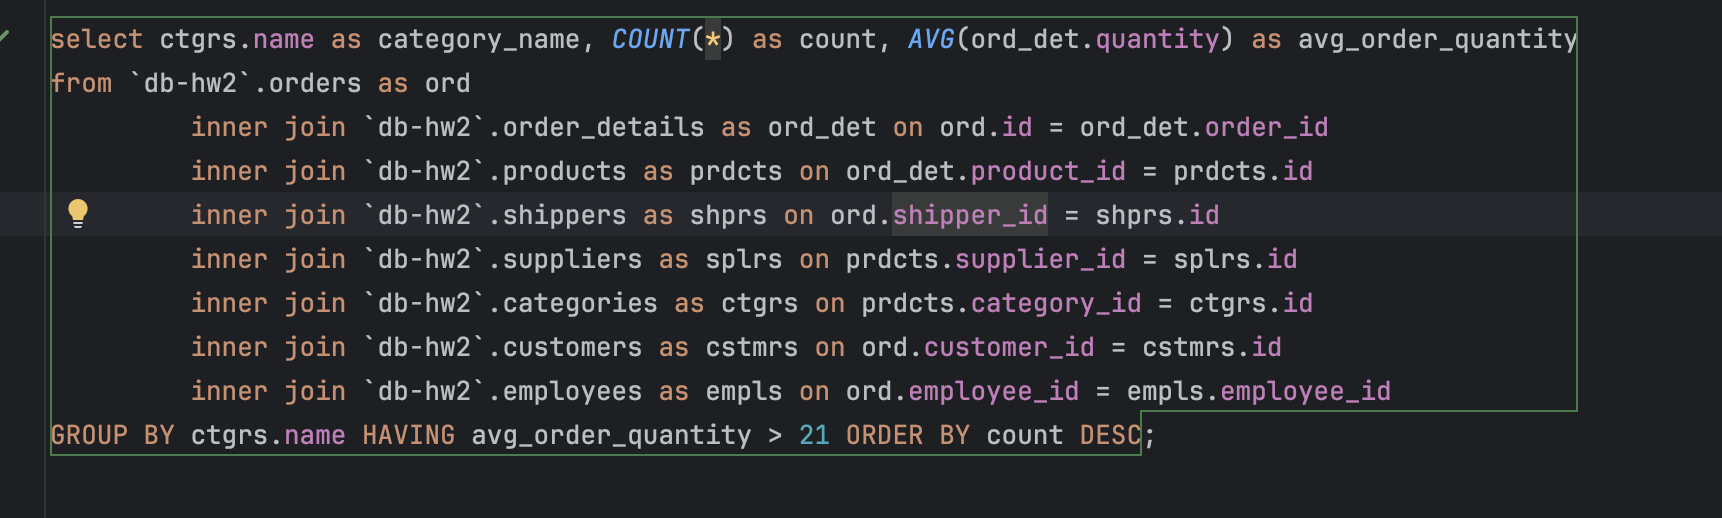 select ctgrs.name as category_name, COUNT(*) as count, AVG(ord_det.quantity) as avg_order_quantity
from `db-hw2`.orders as ord
inner join `db-hw2`.order_details as ord_det on ord.id = ord_det.order_id
inner join `db-hw2`.products as prdcts on ord_det.product_id = prdcts.id
inner join `db-hw2`.shippers as shprs on ord.shipper_id = shprs.id
inner join `db-hw2`.suppliers as splrs on prdcts.supplier_id = splrs.id
inner join `db-hw2`.categories as ctgrs on prdcts.category_id = ctgrs.id
inner join `db-hw2`.customers as cstmrs on ord.customer_id = cstmrs.id
inner join `db-hw2`.employees as empls on ord.employee_id = empls.employee_id
GROUP BY ctgrs.name HAVING avg_order_quantity > 21 ORDER BY count DESC;